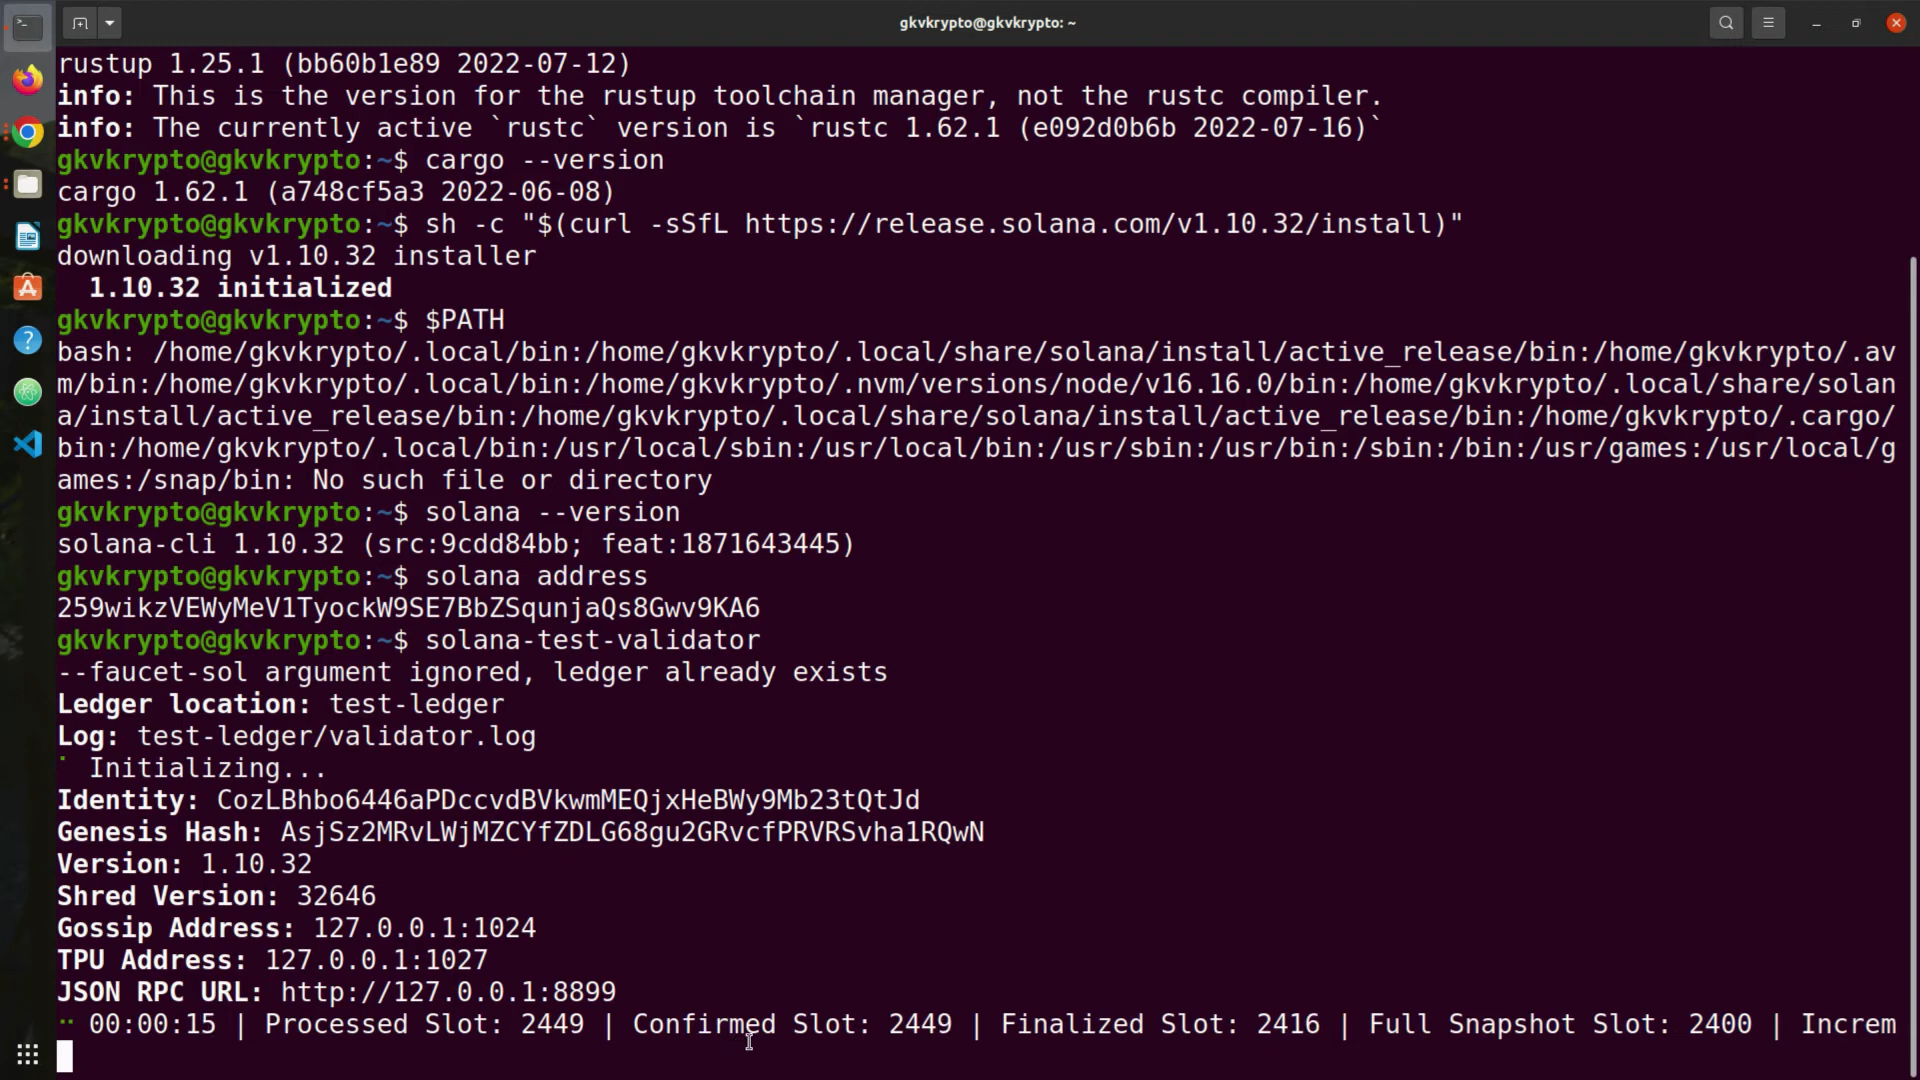 gkvkrypto@gkvkrypto: ~
rustup 1.25.1 (bb60b1e89 2022-07-12)
info: This is the version for the rustup toolchain manager, not the rustc compiler.
info: The currently active `rustc` version is `rustc 1.62.1 (e092d0b6b 2022-07-16)`
gkvkrypto@gkvkrypto:~$ cargo --version
cargo 1.62.1 (a748cf5a3 2022-06-08)
gkvkrypto@gkvkrypto:~$ sh -c "$(curl -sSfL https://release.solana.com/v1.10.32/install)"
downloading v1.10.32 installer
1.10.32 initialized
gkvkrypto@gkvkrypto:~$ $PATH
bash: /home/gkvkrypto/.local/bin:/home/gkvkrypto/.local/share/solana/install/active_release/bin:/home/gkvkrypto/.av
m/bin:/home/gkvkrypto/.local/bin:/home/gkvkrypto/.nvm/versions/node/v16.16.0/bin:/home/gkvkrypto/.local/share/solan
a/install/active_release/bin:/home/gkvkrypto/.local/share/solana/install/active_release/bin:/home/gkvkrypto/.cargo/
bin:/home/gkvkrypto/.local/bin:/usr/local/sbin:/usr/local/bin:/usr/sbin:/usr/bin:/sbin:/bin:/usr/games:/usr/local/g
ames:/snap/bin: No such file or directory
gkvkrypto@gkvkrypto:~$ solana --version
solana-cli 1.10.32 (src:9cdd84bb; feat:1871643445)
gkvkrypto@gkvkrypto:~$ solana address
259wikzVEWyMeV1TyockW9SE7BbZSqunjaQs8Gwv9KA6
gkvkrypto@gkvkrypto:~$ solana-test-validator
--faucet-sol argument ignored, ledger already exists
Ledger location: test-ledger
Log: test-ledger/validator.log
Initializing...
Identity: CozLBhbo6446aPDccvdBVkwmMEQjxHeBWy9Mb23tQtJd
Genesis Hash: AsjSz2MRvLWjMZCYfZDLG68gu2GRvcfPRVRSvha1RQwN
Version: 1.10.32
Shred Version: 32646
Gossip Address: 127.0.0.1:1024
TPU Address: 127.0.0.1:1027
JSON RPC URL: http://127.0.0.1:8899
00:00:15 | Processed Slot: 2449 | Confirmed Slot: 2449 | Finalized Slot: 2416 | Full Snapshot Slot: 2400 | Increm